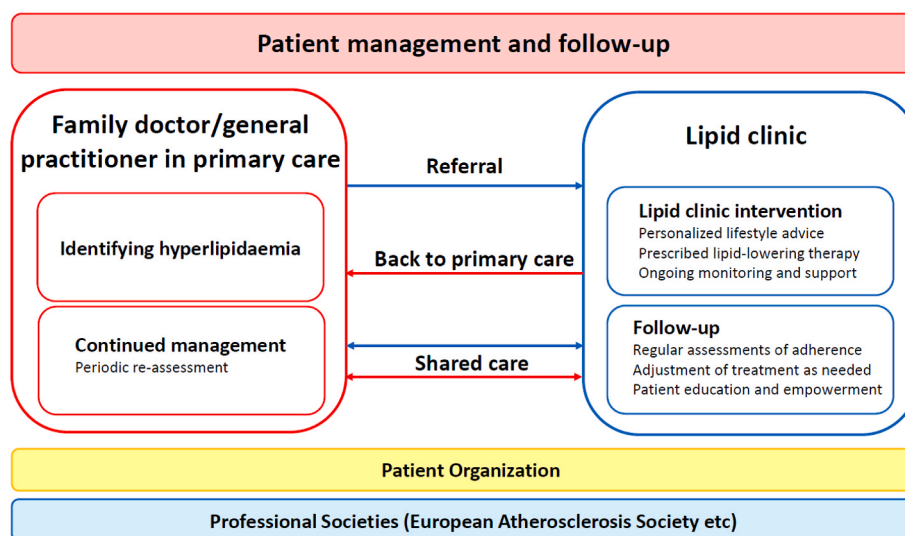 Patient management and follow-up
Family doctor/general
practitioner in primary care
Identifying hyperlipidaemia
Continued management
Periodic re-assessment
Referral
Back to primary care
Shared care
Lipid clinic
Lipid clinic intervention
Personalized lifestyle advice
Prescribed lipid-lowering therapy
Ongoing monitoring and support
Follow-up
Regular assessments of adherence
Adjustment of treatment as needed
Patient education and empowerment
Patient Organization
Professional Societies (European Atherosclerosis Society etc)